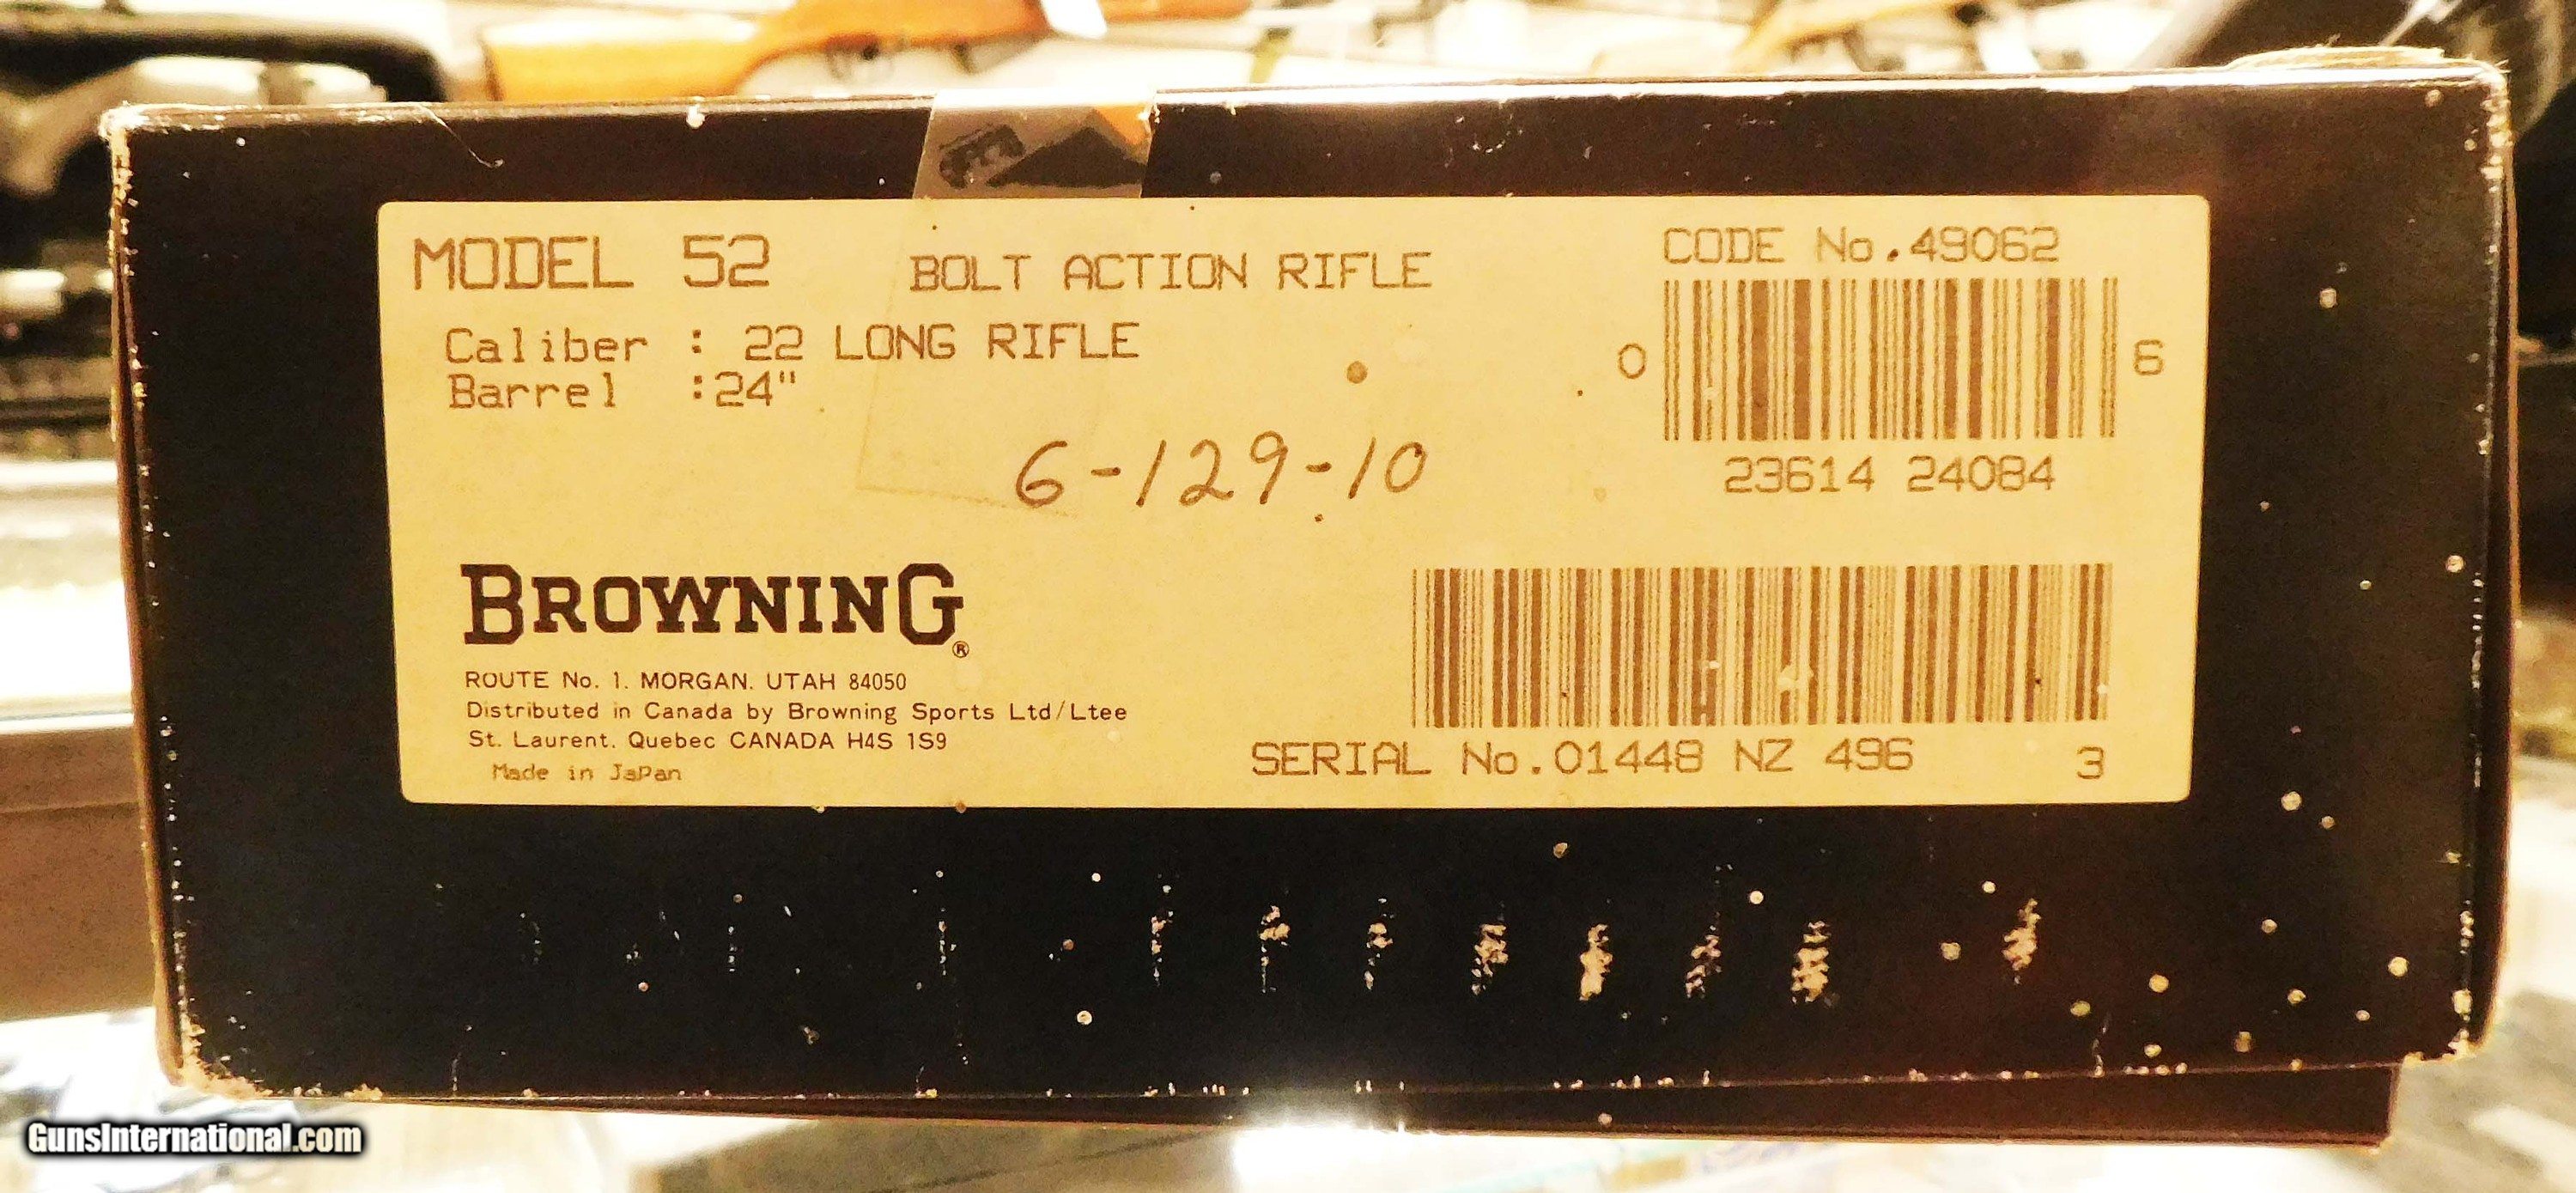 MODEL 52 BOLT ACTION RIFLE
CODE No.49062
Caliber : 22 LONG RIFLE
Barrel :24"
0 6
23614 24084
6-129-10
BROWNING®
ROUTE No. 1. MORGAN. UTAH 84050
Distributed in Canada by Browning Sports Ltd/Ltee
St. Laurent. Quebec CANADA H4S 1S9
Made in JaPan
SERIAL No.01448 NZ 496 3
GunsInternational.com